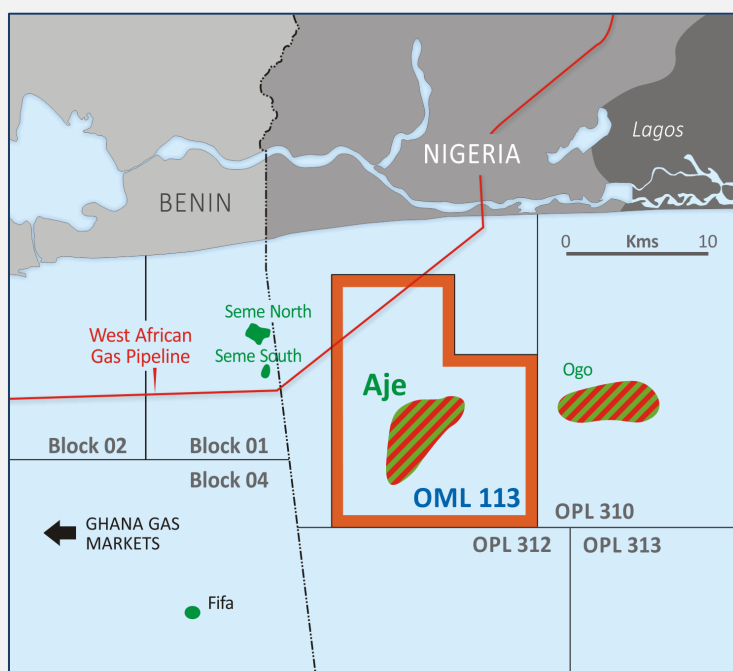 Lagos
NIGERIA
BENIN
0 Kms 10
Seme North
West African
Gas Pipeline
Seme South
Aje
Ogo
Block 02
Block 01
Block 04
OML 113
OPL 310
GHANA GAS
MARKETS
OPL 312
OPL 313
Fifa